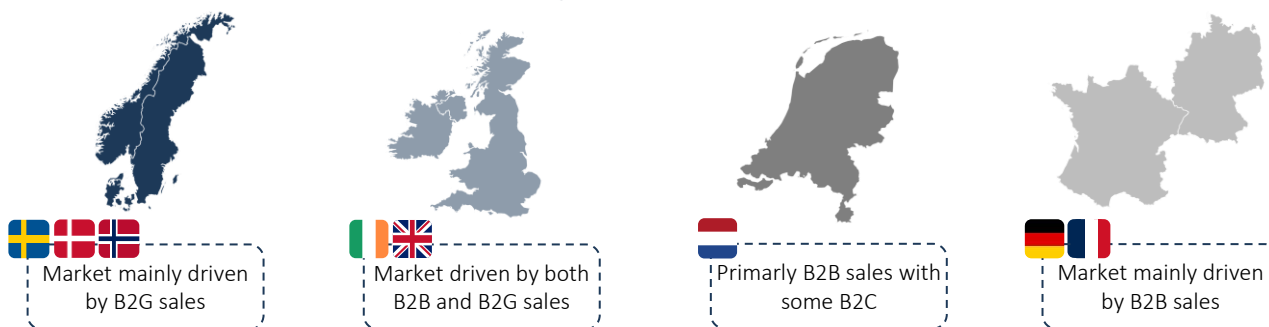 Market mainly driven
by B2G sales
Market driven by both
B2B and B2G sales
Primarly B2B sales with
some B2C
Market mainly driven
by B2B sales